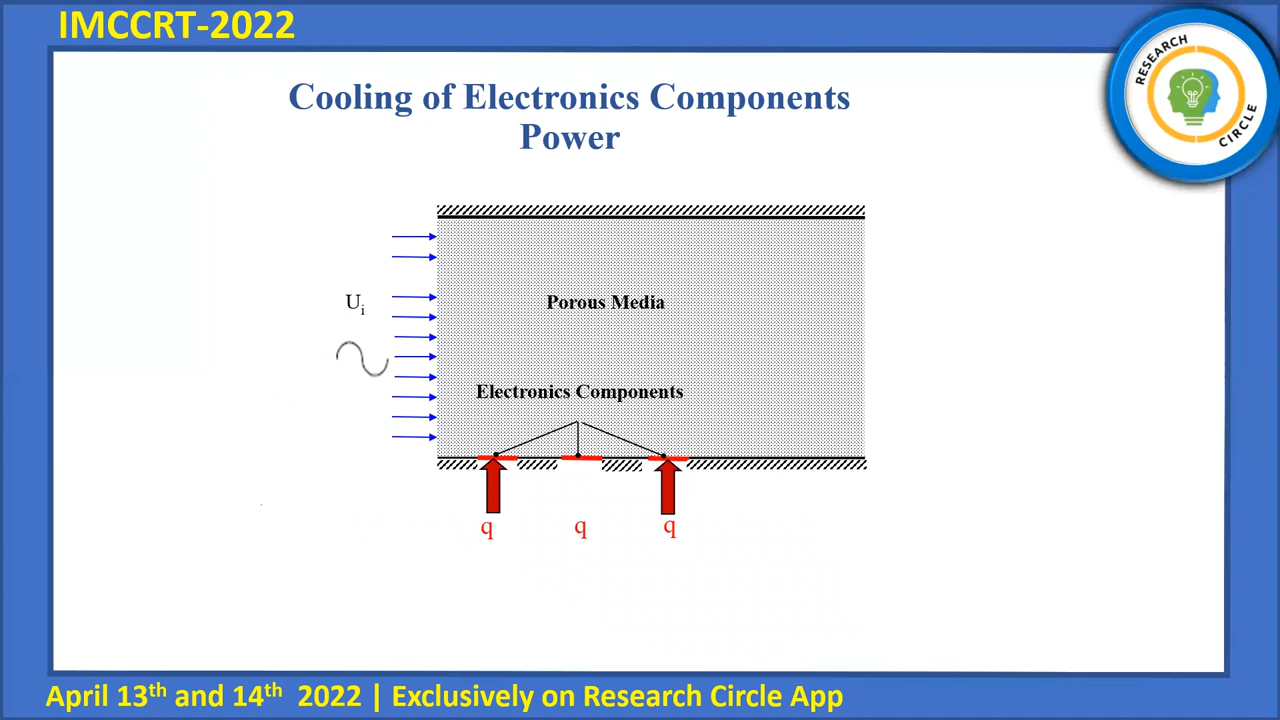 IMCCRT-2022
RESEARCH
CIRCLE
Cooling of Electronics Components
Power
Porous Media
U_i
Electronics Components
q q q
April 13th and 14th 2022 | Exclusively on Research Circle App